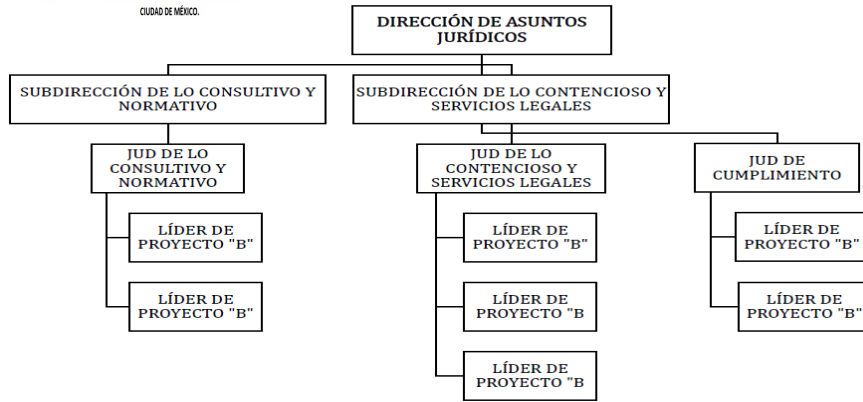 CIUDAD DE MÉXICO.
DIRECCIÓN DE ASUNTOS
JURÍDICOS
SUBDIRECCIÓN DE LO CONSULTIVO Y
NORMATIVO
SUBDIRECCIÓN DE LO CONTENCIOSO Y
SERVICIOS LEGALES
JUD DE LO
CONSULTIVO Y
NORMATIVO
JUD DE LO
CONTENCIOSO Y
SERVICIOS LEGALES
JUD DE
CUMPLIMIENTO
LÍDER DE
PROYECTO "B"
LÍDER DE
PROYECTO "B"
LÍDER DE
PROYECTO "B"
LÍDER DE
PROYECTO "B"
LÍDER DE
PROYECTO "B
LÍDER DE
PROYECTO "B"
LÍDER DE
PROYECTO "B